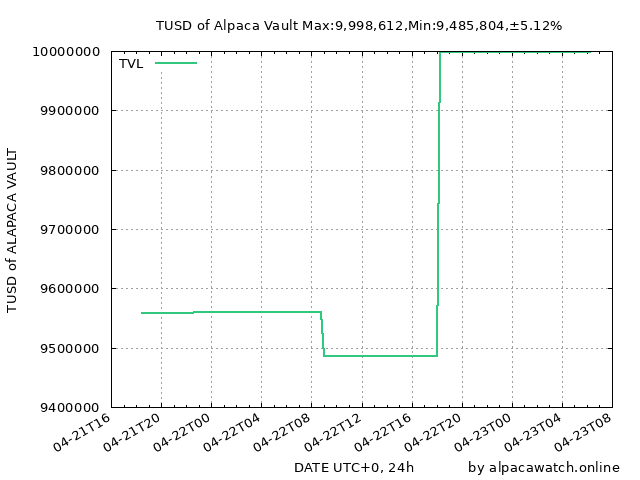 TUSD of Alpaca Vault Max:9,998,612,Min:9,485,804,±5.12%
TVL
10000000
9900000
9800000
9700000
9600000
9500000
9400000
TUSD of ALAPACA VAULT
04-21T16
04-21T20
04-22T00
04-22T04
04-22T08
04-22T12
04-22T16
04-22T20
04-23T00
04-23T04
04-23T08
DATE UTC+0, 24h
by alpacawatch.online